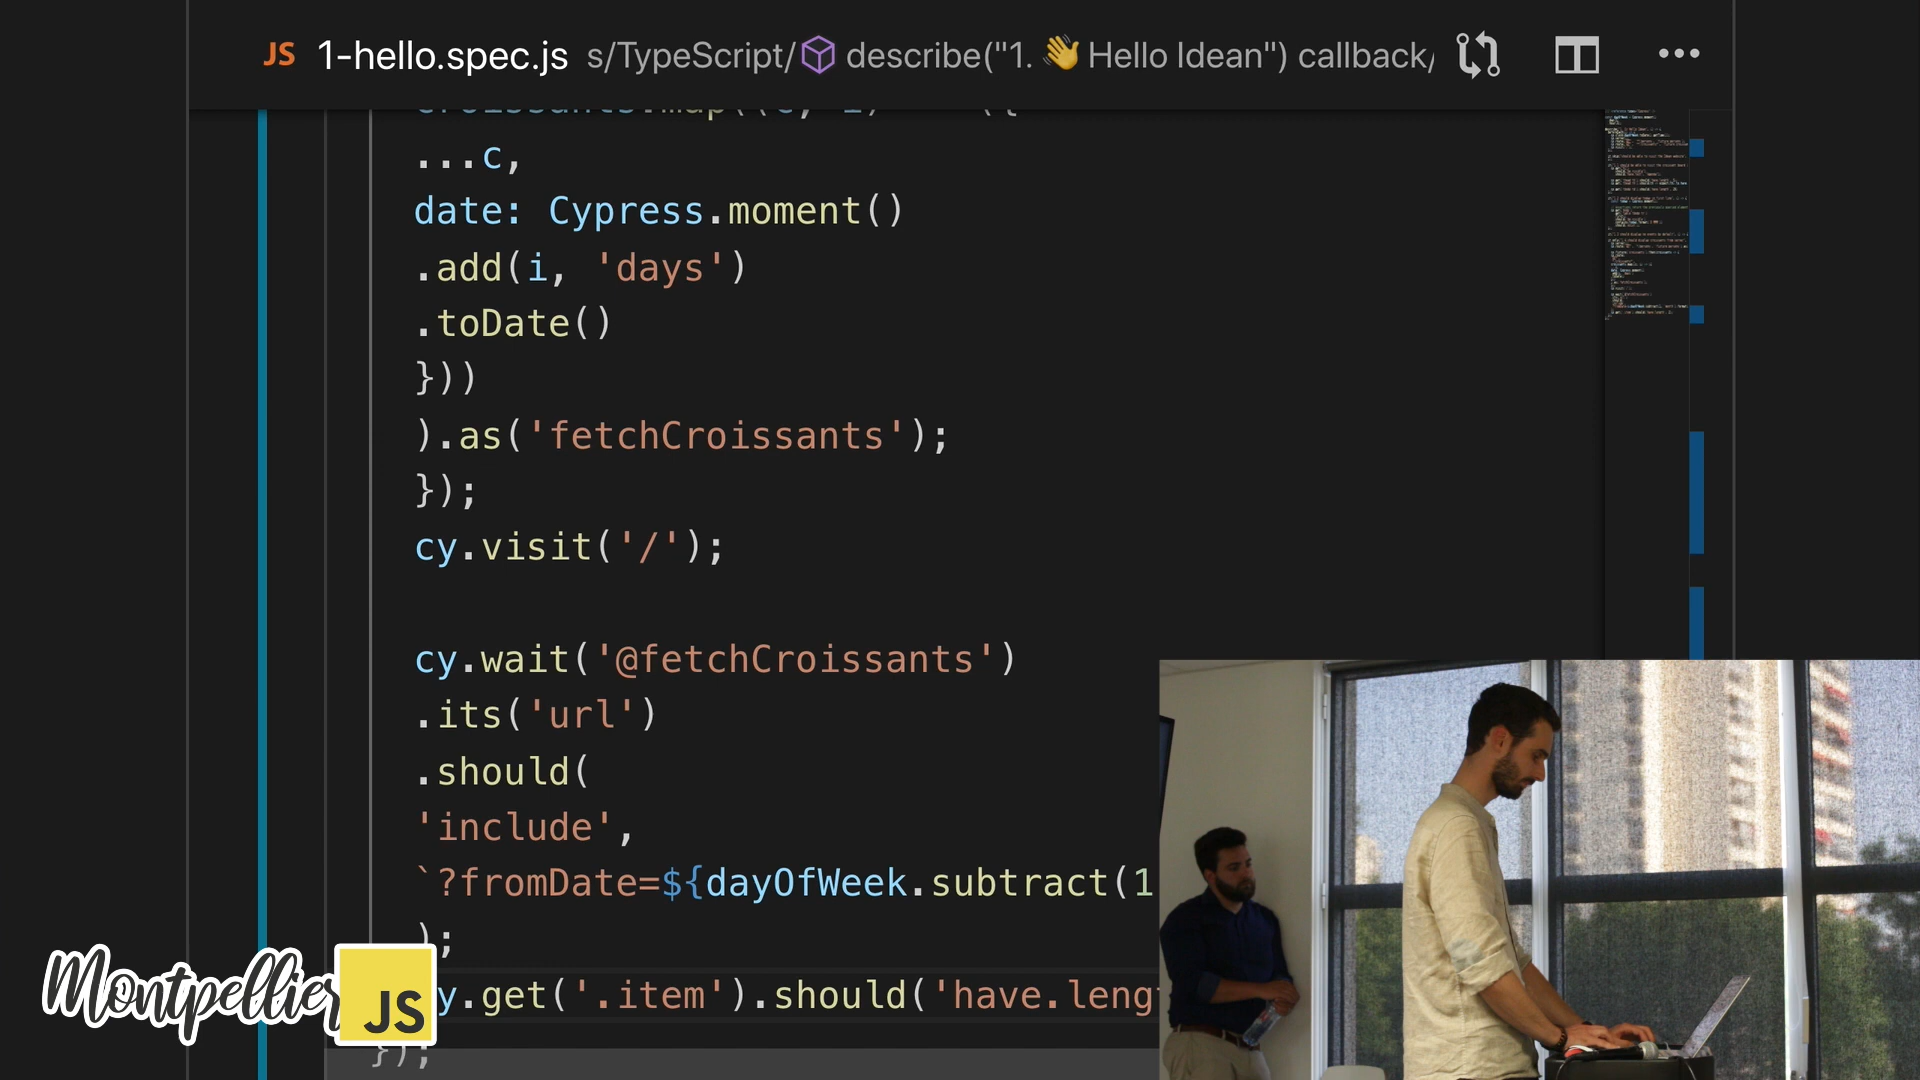 JS 1-hello.spec.js s/TypeScript/ describe("1. 👋 Hello Idean") callback/ ...
croissants.map((c, i) => ({
...c,
date: Cypress.moment()
.add(i, 'days')
.toDate()
}))
).as('fetchCroissants');
});
cy.visit('/');
cy.wait('@fetchCroissants')
.its('url')
.should(
'include',
`?fromDate=${dayOfWeek.subtract(1
);
y.get('.item').should('have.leng
});
Montpellier JS